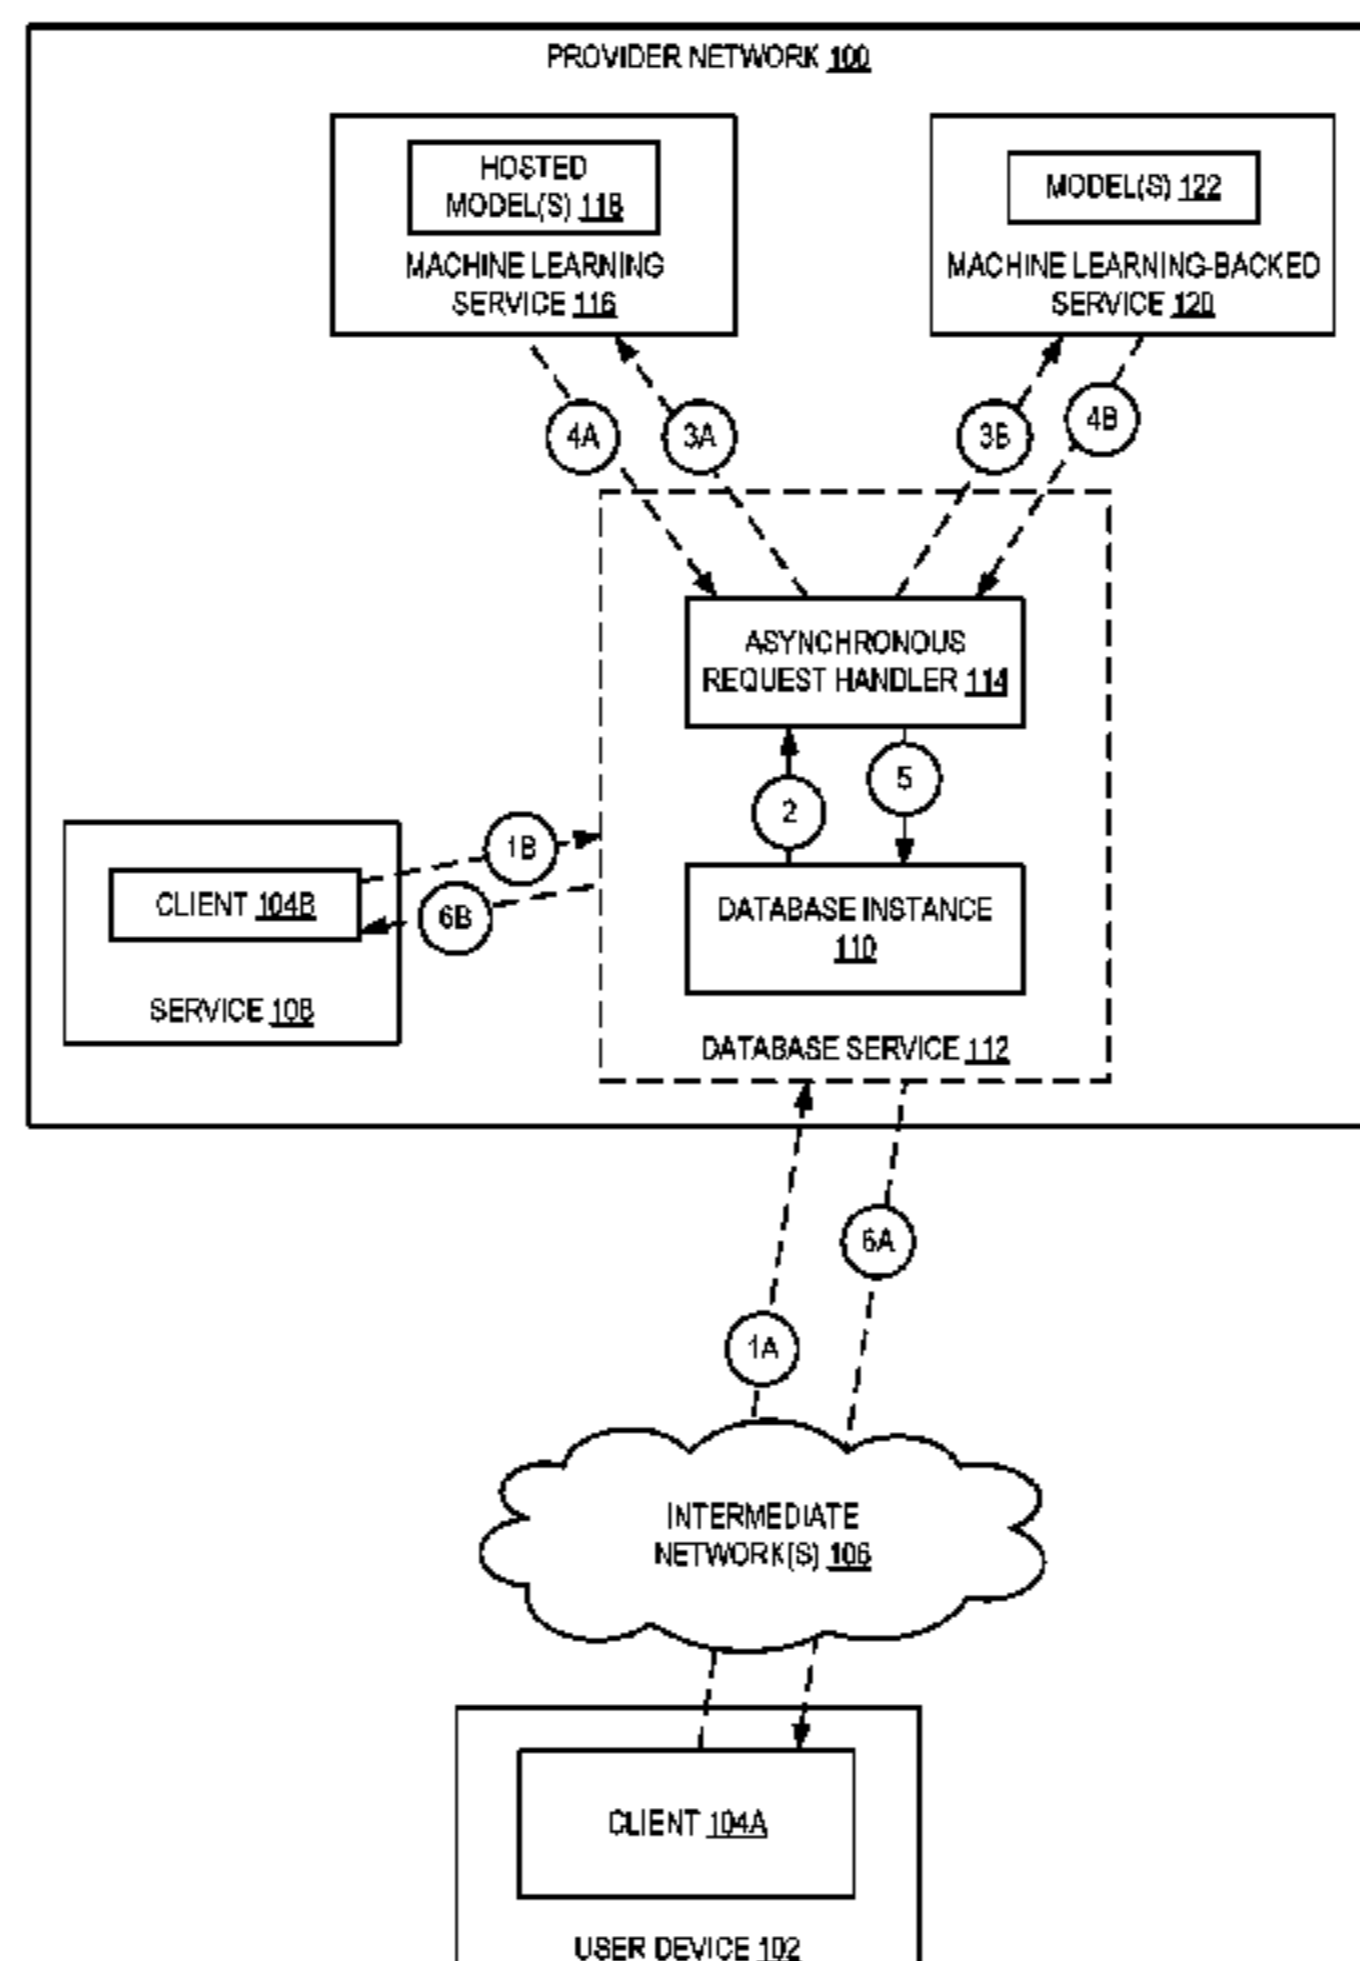 PROVIDER NETWORK 100
HOSTED
MODEL(S) 118
MACHINE LEARNING
SERVICE 116
MODEL(S) 122
MACHINE LEARNING-BACKED
SERVICE 120
4A
3A
3B
4B
ASYNCHRONOUS
REQUEST HANDLER 114
2
5
1B
6B
CLIENT 104B
SERVICE 108
DATABASE INSTANCE
110
DATABASE SERVICE 112
6A
1A
INTERMEDIATE
NETWORK(S) 106
CLIENT 104A
USER DEVICE 102